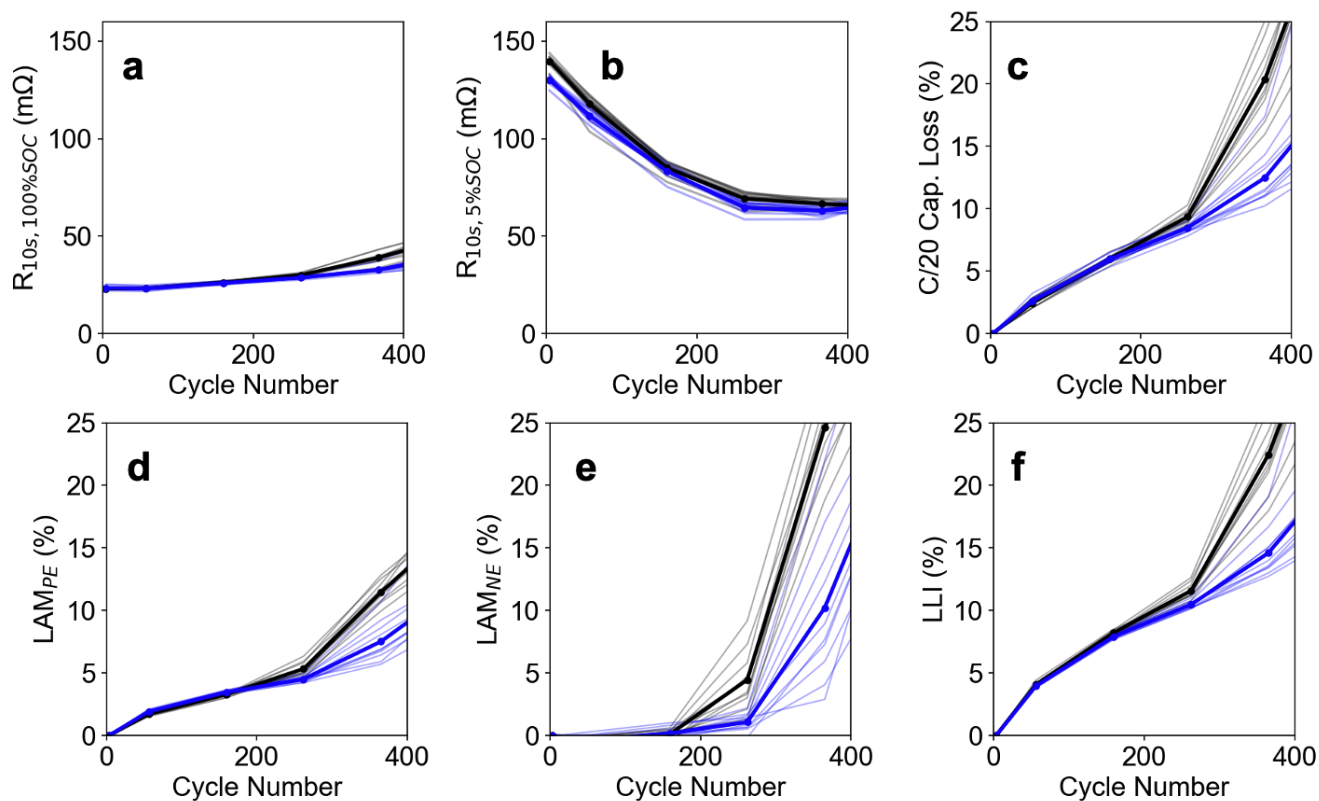 a
R10s, 100%SOC (mΩ)
150
100
50
0
0 200 400
Cycle Number
b
R10s, 5%SOC (mΩ)
150
100
50
0
0 200 400
Cycle Number
c
C/20 Cap. Loss (%)
25
20
15
10
5
0
0 200 400
Cycle Number
d
LAMPE (%)
25
20
15
10
5
0
0 200 400
Cycle Number
e
LAMNE (%)
25
20
15
10
5
0
0 200 400
Cycle Number
f
LLI (%)
25
20
15
10
5
0
0 200 400
Cycle Number